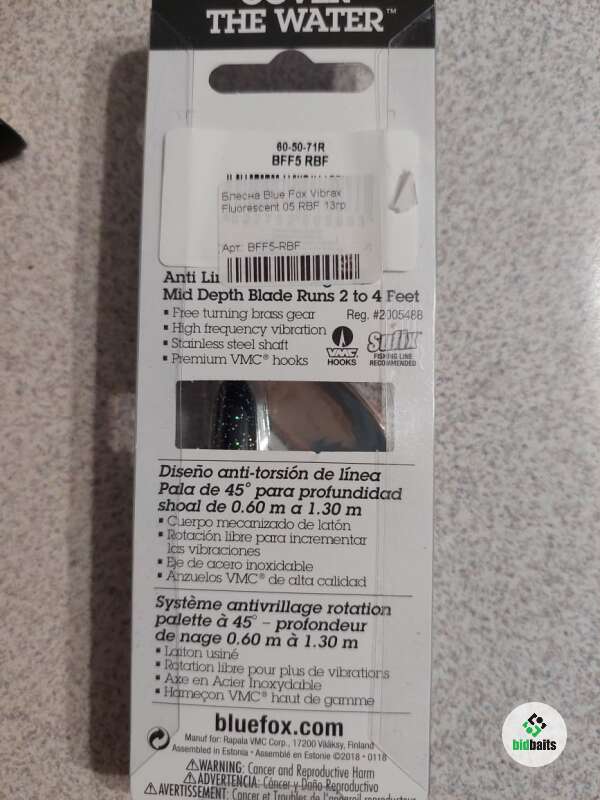 THE WATER™
60-50-71R
BFF5 RBF
Блесна Blue Fox Vibrax
Fluorescent 05 RBF 13гр
Арт: BFF5-RBF
Anti
Mid Depth Blade Runs 2 to 4 Feet
▪ Free turning brass gear Reg. #2005488
▪ High frequency vibration
▪ Stainless steel shaft
▪ Premium VMC® hooks
VMC
HOOKS
Sufix
FISHING LINE
RECOMMENDED
Diseño anti-torsión de línea
Pala de 45° para profundidad
shoal de 0.60 m a 1.30 m
▪ Cuerpo mecanizado de latón
▪ Rotación libre para incrementar
las vibraciones
▪ Eje de acero inoxidable
▪ Anzuelos VMC® de alta calidad
Système antivrillage rotation
palette à 45° – profondeur
de nage 0.60 m à 1.30 m
▪ Laiton usiné
▪ Rotation libre pour plus de vibrations
▪ Axe en Acier Inoxydable
▪ Hameçon VMC® haut de gamme
bluefox.com
Manuf for: Rapala VMC Corp., 17200 Vääksy, Finland
Assembled in Estonia • Assemblé en Estonie ©2018 • 0118
⚠WARNING: Cancer and Reproductive Harm
⚠ADVERTENCIA: Cáncer y Daño Reproductivo
⚠AVERTISSEMENT: Cancer et Troubles de l'appareil reproducteur
bidbaits